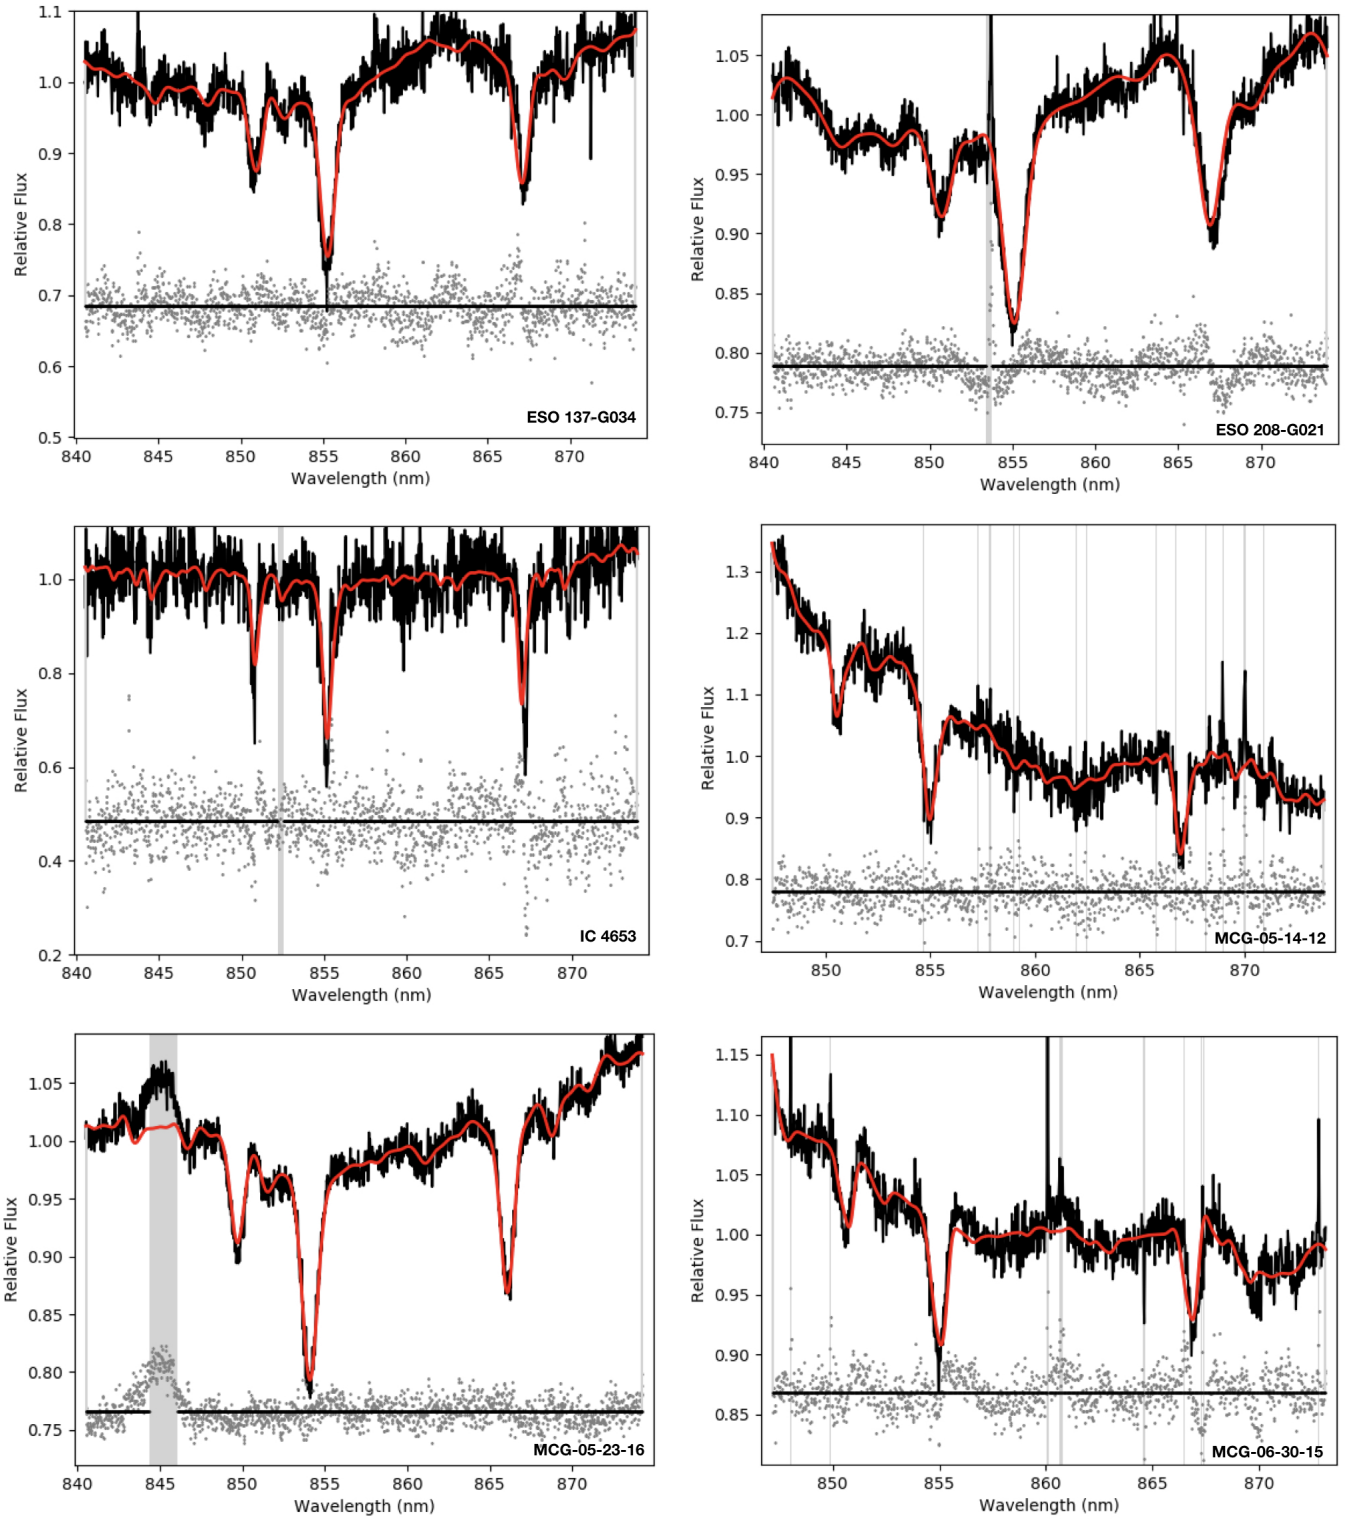 1.1
1.0
0.9
0.8
0.7
0.6
0.5
Relative Flux
ESO 137-G034
840 845 850 855 860 865 870
Wavelength (nm)
1.05
1.00
0.95
0.90
0.85
0.80
0.75
Relative Flux
ESO 208-G021
840 845 850 855 860 865 870
Wavelength (nm)
1.0
0.8
0.6
0.4
0.2
Relative Flux
IC 4653
840 845 850 855 860 865 870
Wavelength (nm)
1.3
1.2
1.1
1.0
0.9
0.8
0.7
Relative Flux
MCG-05-14-12
850 855 860 865 870
Wavelength (nm)
1.05
1.00
0.95
0.90
0.85
0.80
0.75
Relative Flux
MCG-05-23-16
840 845 850 855 860 865 870
Wavelength (nm)
1.15
1.10
1.05
1.00
0.95
0.90
0.85
Relative Flux
MCG-06-30-15
850 855 860 865 870
Wavelength (nm)